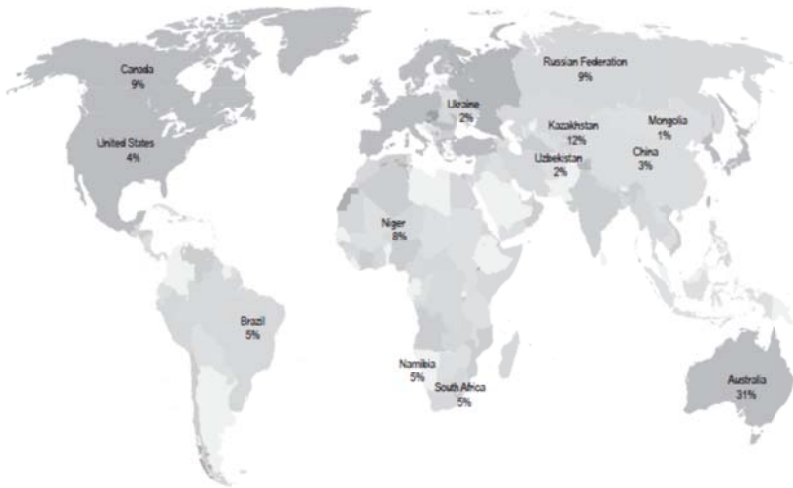 Canada
9%
United States
4%
Russian Federation
9%
Ukraine
2%
Kazakhstan
12%
Mongolia
1%
Uzbekistan
2%
China
3%
Niger
8%
Brazil
5%
Namibia
5%
South Africa
5%
Australia
31%